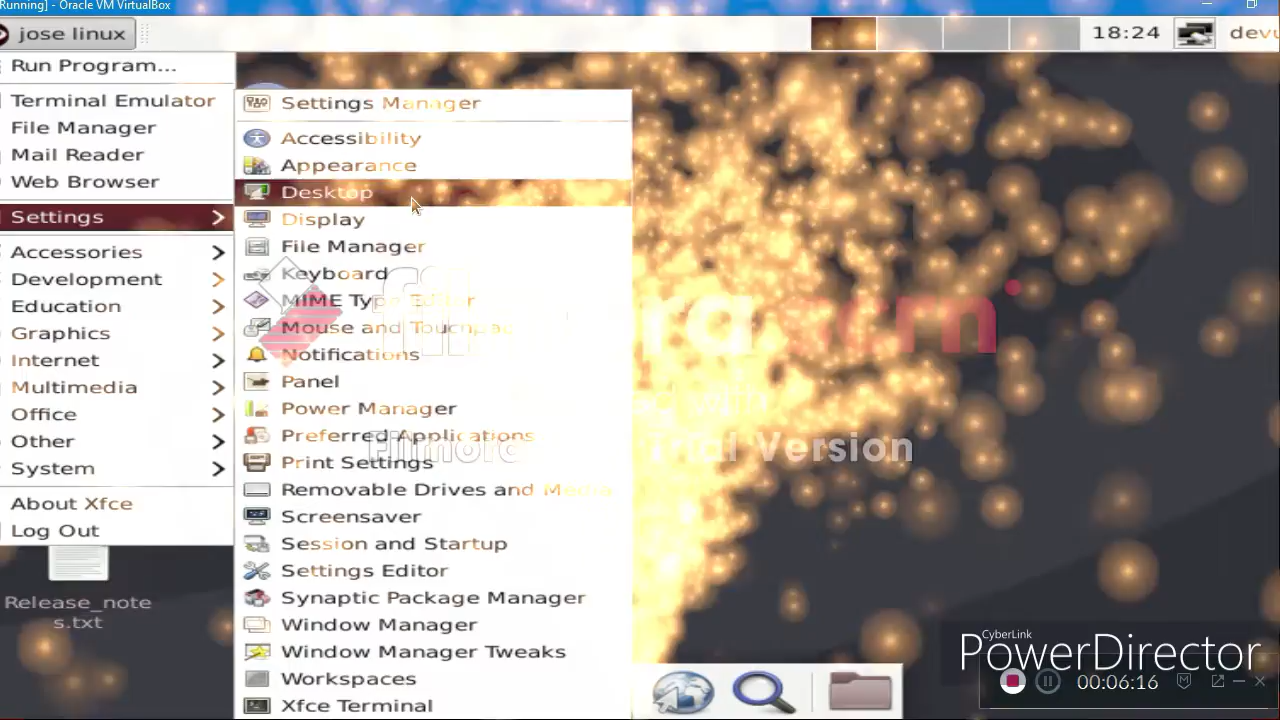 Running] - Oracle VM VirtualBox
jose linux
18:24
devu
Run Program...
Terminal Emulator
File Manager
Mail Reader
Web Browser
Settings
Accessories
Development
Education
Graphics
Internet
Multimedia
Office
Other
System
About Xfce
Log Out
Settings Manager
Accessibility
Appearance
Desktop
Display
File Manager
Keyboard
MIME Type Editor
Mouse and Touchpad
Notifications
Panel
Power Manager
Preferred Applications
Print Settings
Removable Drives and Media
Screensaver
Session and Startup
Settings Editor
Synaptic Package Manager
Window Manager
Window Manager Tweaks
Workspaces
Xfce Terminal
with
Filmora Trial Version
Release_note
s.txt
CyberLink
PowerDirector
00:06:16